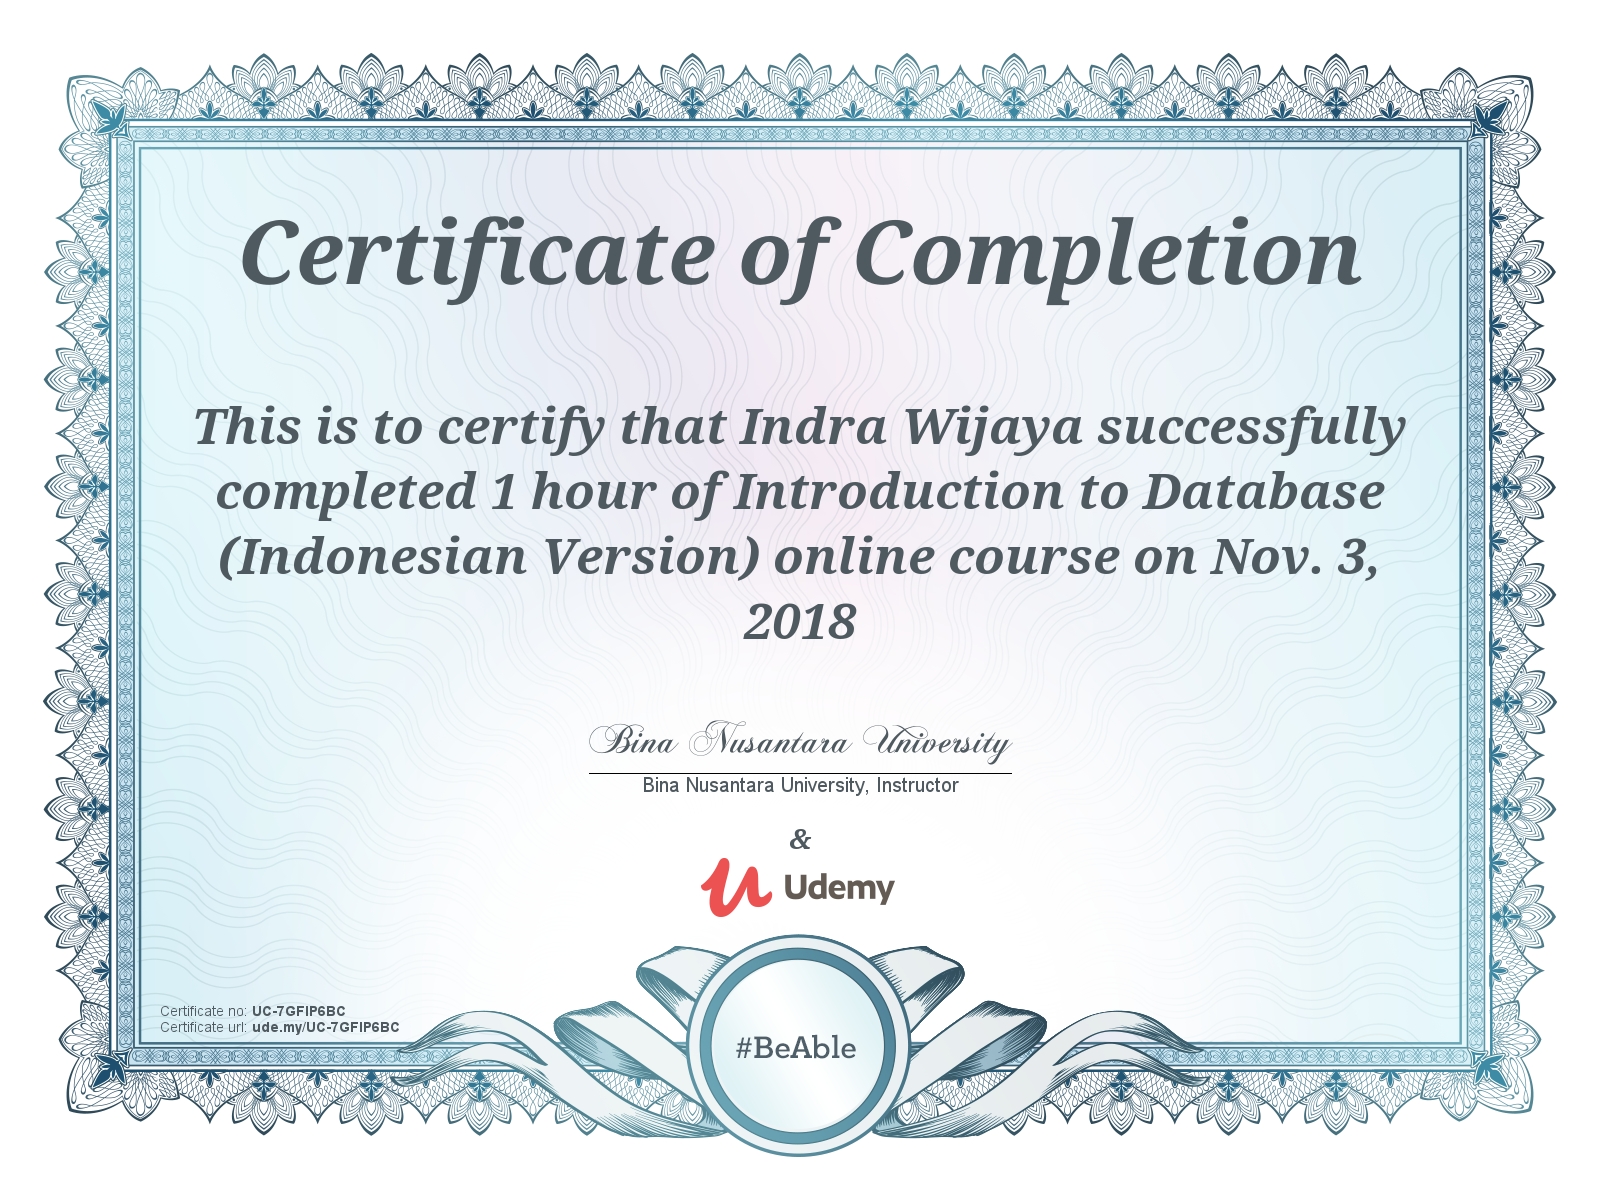 Certificate of Completion
This is to certify that Indra Wijaya successfully
completed 1 hour of Introduction to Database
(Indonesian Version) online course on Nov. 3,
2018
Bina Nusantara University
Bina Nusantara University, Instructor
&
Udemy
Certificate no: UC-7GFIP6BC
Certificate url: ude.my/UC-7GFIP6BC
#BeAble